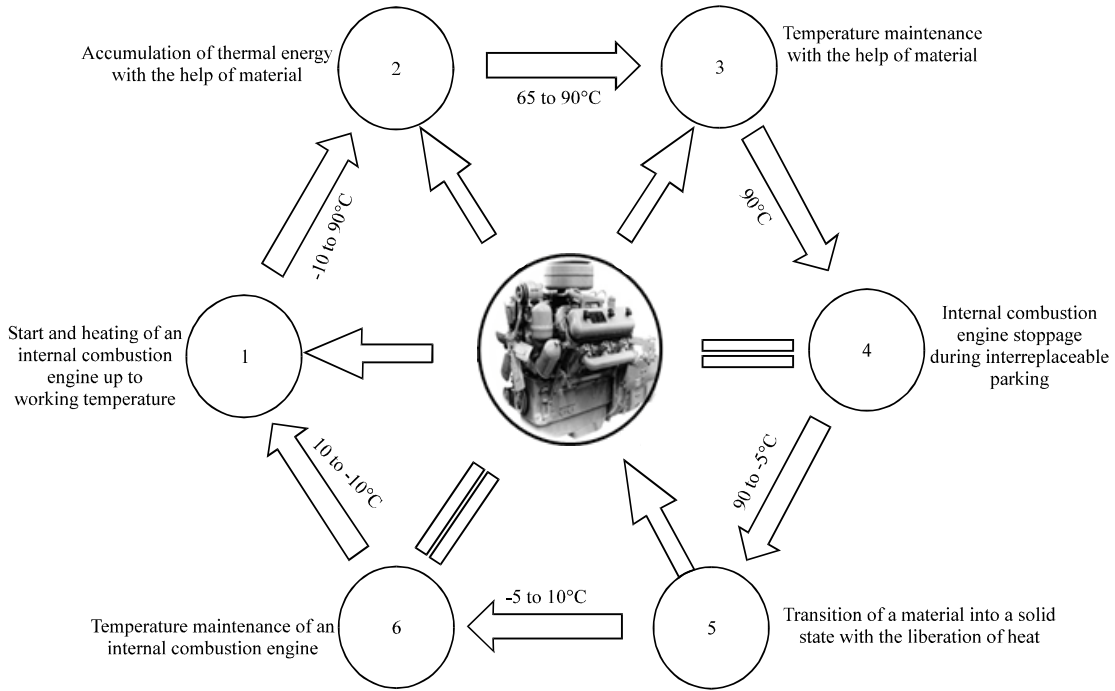 Accumulation of thermal energy
with the help of material
2
65 to 90°C
3
Temperature maintenance
with the help of material
-10 to 90°C
90°C
Start and heating of an
internal combustion
engine up to
working temperature
1
4
Internal combustion
engine stoppage
during interreplaceable
parking
10 to -10°C
90 to -5°C
Temperature maintenance of an
internal combustion engine
6
-5 to 10°C
5
Transition of a material into a solid
state with the liberation of heat